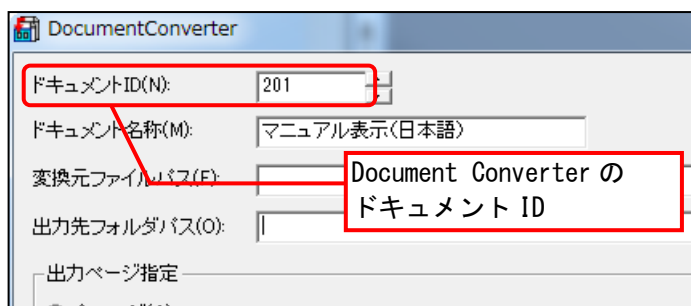 DocumentConverter
ドキュメントID(N): 201
ドキュメント名称(M): マニュアル表示(日本語)
変換元ファイルパス(F):
Document Converter の
ドキュメント ID
出力先フォルダパス(O):
出力ページ指定